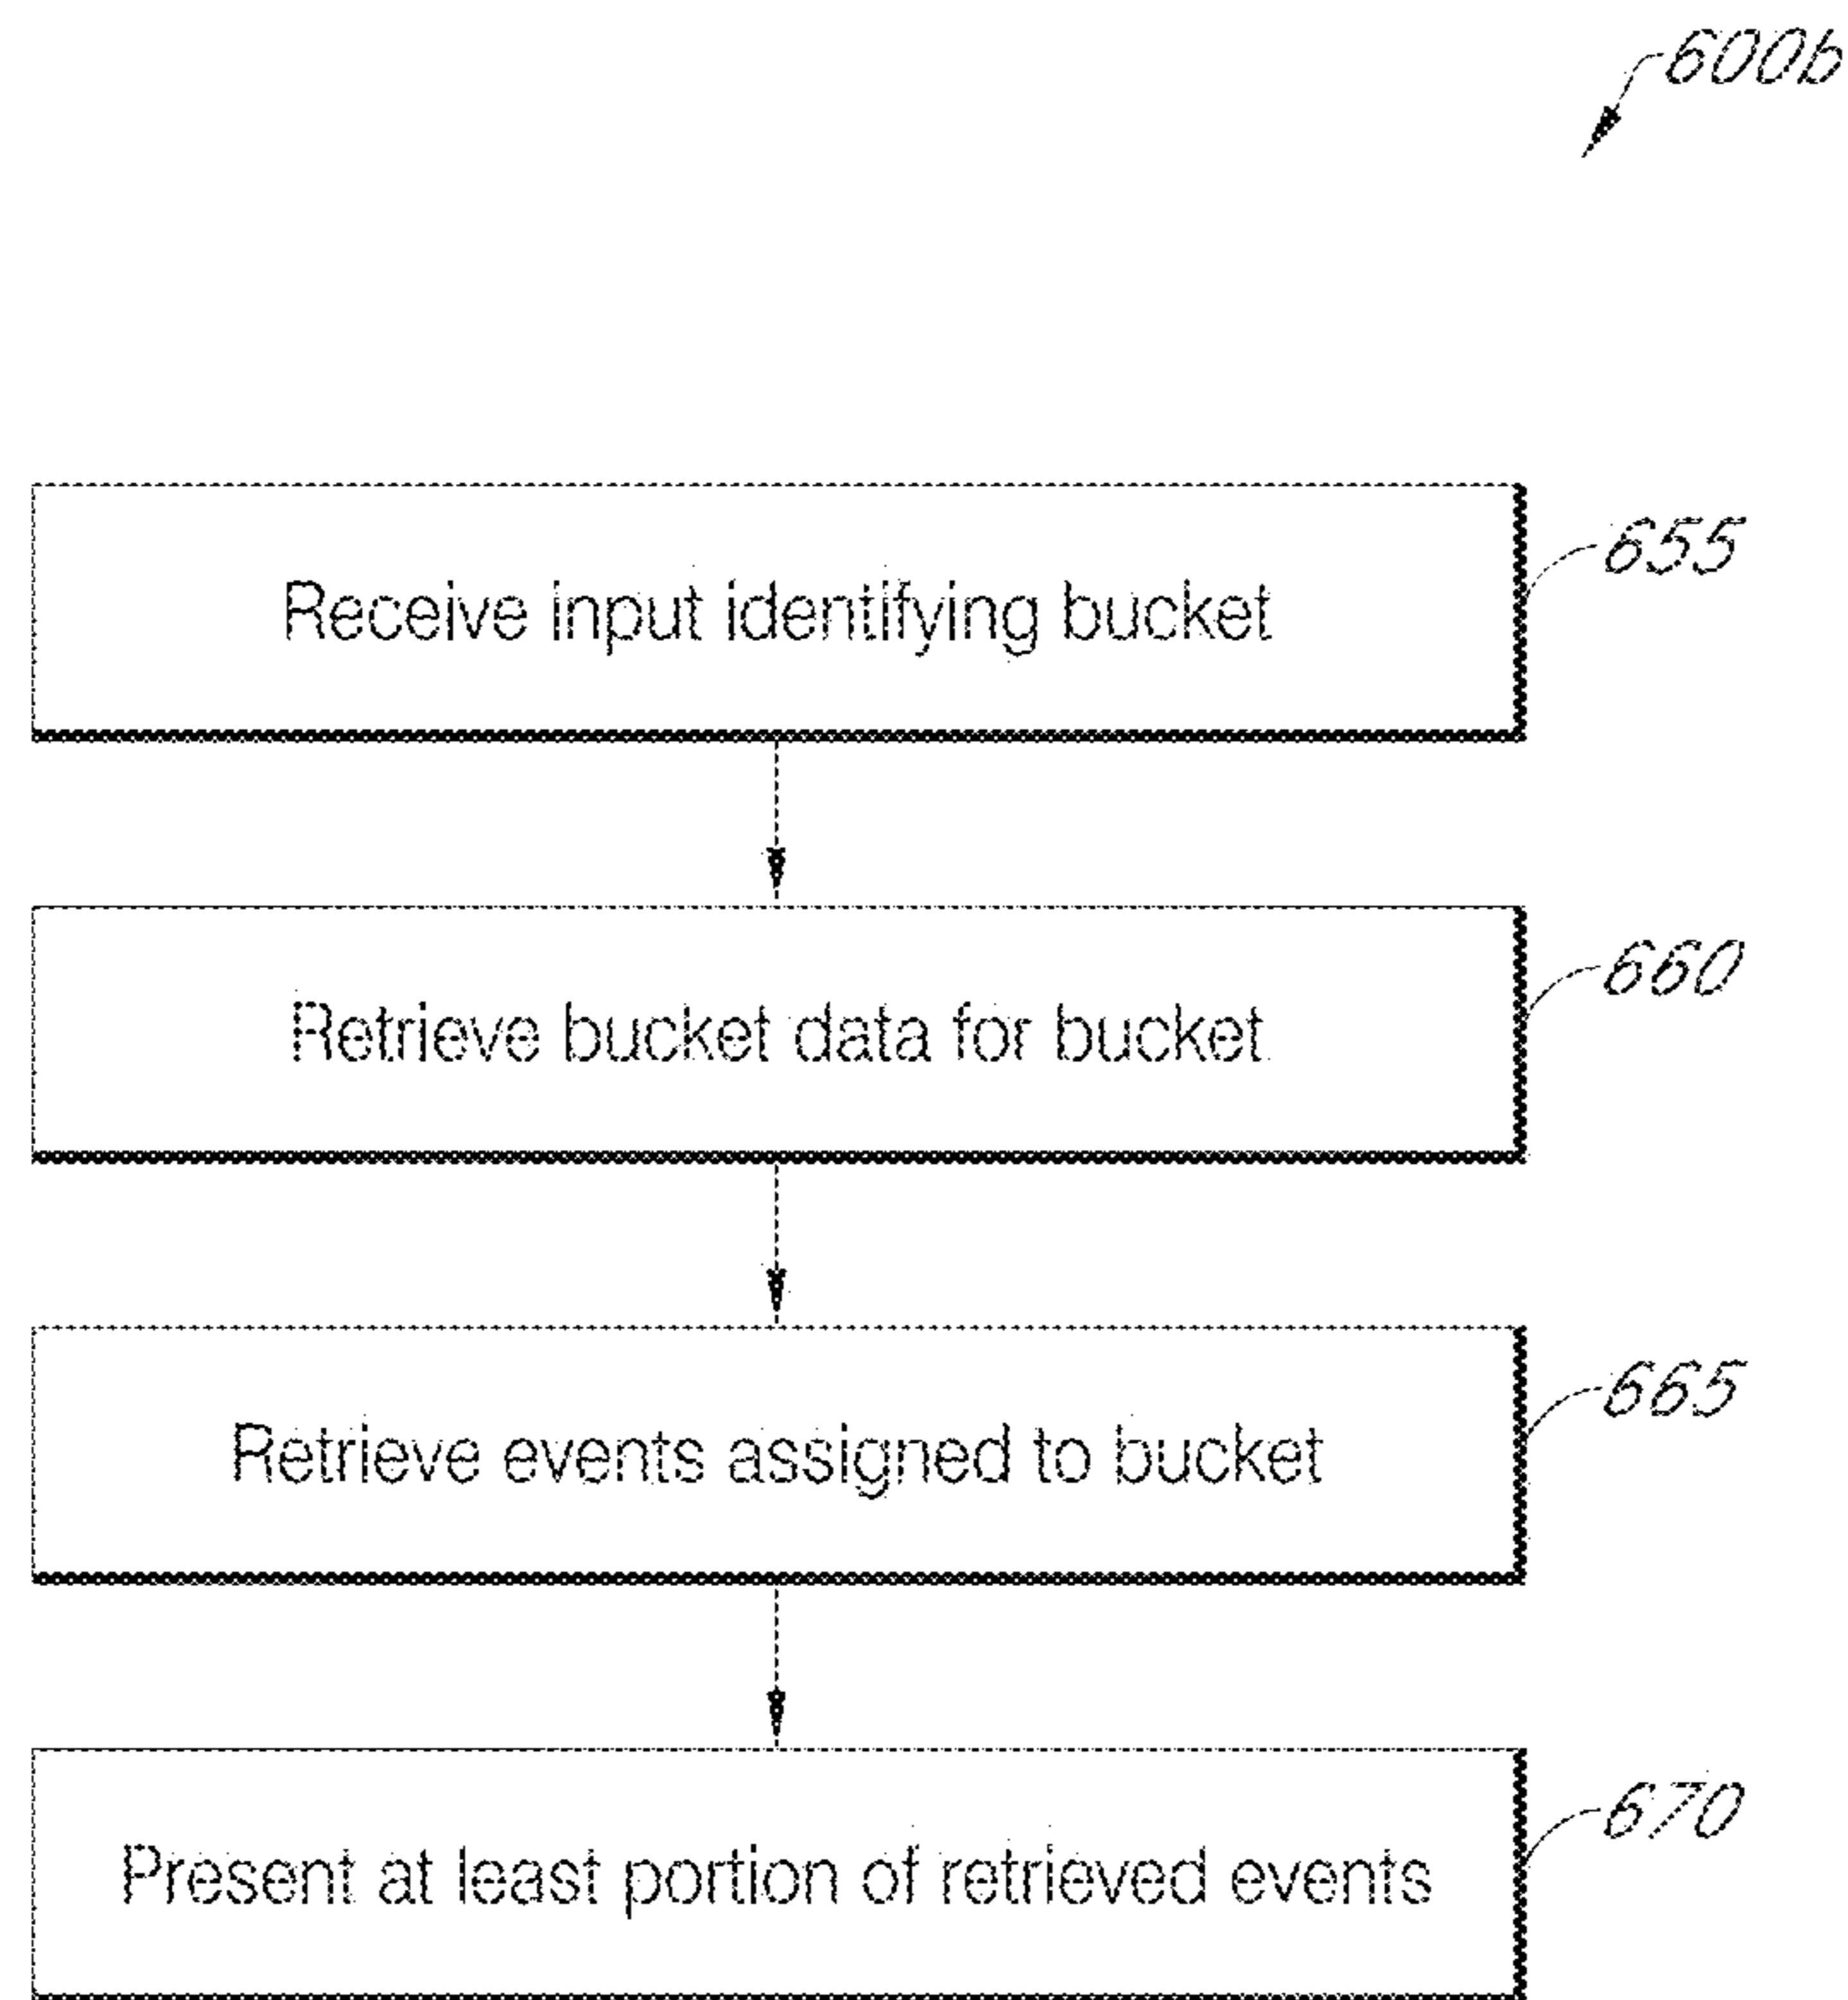 600b
Receive input identifying bucket
655
Retrieve bucket data for bucket
660
Retrieve events assigned to bucket
665
Present at least portion of retrieved events
670